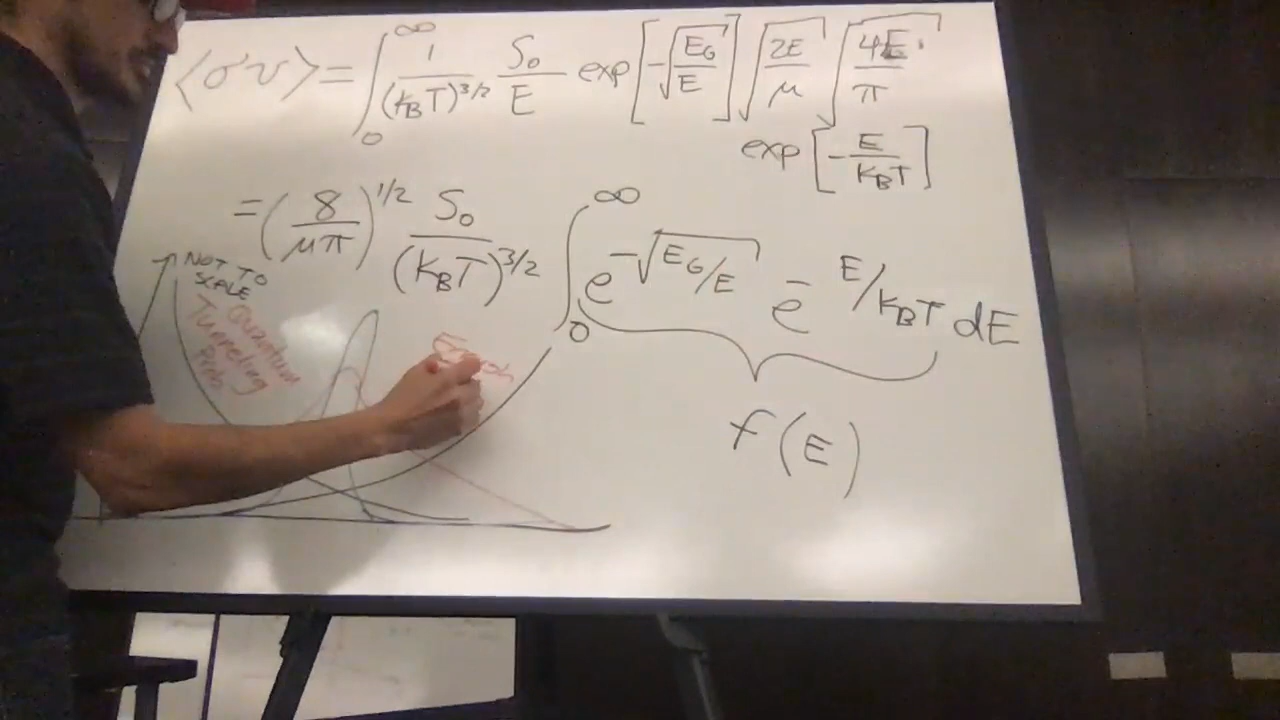 ⟨σv⟩ = ∫₀^∞ 1/(k_BT)^3/2 S₀/E exp[-√(E_G/E)] √(2E/μ) √(4E/π)
exp[-E/k_BT]
= (8/μπ)^1/2 S₀/(k_BT)^3/2 ∫₀^∞ e^-√(E_G/E) e^-E/k_BT dE
NOT TO
SCALE
Quantum
Tunneling
Prob
f(E)